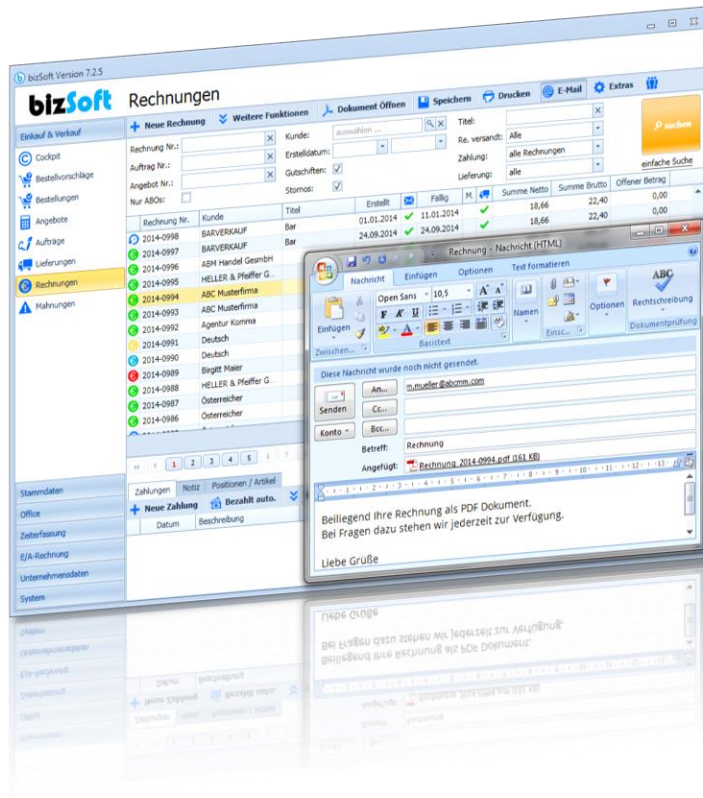 bizSoft Version 7.2.5
bizSoft
Rechnungen
Einkauf & Verkauf
Cockpit
Bestellvorschläge
Bestellungen
Angebote
Aufträge
Lieferungen
Rechnungen
Mahnungen
Stammdaten
Office
Zeiterfassung
E/A-Rechnung
Unternehmensdaten
System
Neue Rechnung Weitere Funktionen Dokument Öffnen Speichern Drucken E-Mail Extras
Rechnung Nr.: Kunde: auswählen ... Titel:
Auftrag Nr.: Erstelldatum: Re. versandt: Alle
Angebot Nr.: Gutschriften: Zahlung: alle Rechnungen
Nur ABOs: Stornos: Lieferung: alle
suchen
einfache Suche
Rechnung Nr. Kunde Titel Erstellt Fällig M Summe Netto Summe Brutto Offener Betrag
2014-0998 BARVERKAUF Bar 01.01.2014 11.01.2014 18,66 22,40 0,00
2014-0997 BARVERKAUF Bar 24.09.2014 24.09.2014 18,66 22,40 0,00
2014-0996 ABM Handel GesmbH
2014-0995 HELLER & Pfeiffer G...
2014-0994 ABC Musterfirma
2014-0993 ABC Musterfirma
2014-0992 Agentur Komma
2014-0991 Deutsch
2014-0990 Deutsch
2014-0989 Birgitt Maier
2014-0988 HELLER & Pfeiffer G...
2014-0987 Österreicher
2014-0986 Österreicher
1 2 3 4 5 6 7
Zahlungen Notiz Positionen / Artikel
Neue Zahlung Bezahlt auto.
Datum Beschreibung
Rechnung - Nachricht (HTML)
Nachricht Einfügen Optionen Text formatieren
Open Sans 10,5
F K U
Einfügen
Zwischen...
Basistext
Namen
Einsc...
Optionen
ABC
Rechtschreibung
Dokumentprüfung
Diese Nachricht wurde noch nicht gesendet.
Senden
Konto
An... m.mueller@abcmm.com
Cc...
Bcc...
Betreff: Rechnung
Angefügt: Rechnung_2014-0994.pdf (161 KB)
Beiliegend Ihre Rechnung als PDF Dokument.
Bei Fragen dazu stehen wir jederzeit zur Verfügung.
Liebe Grüße